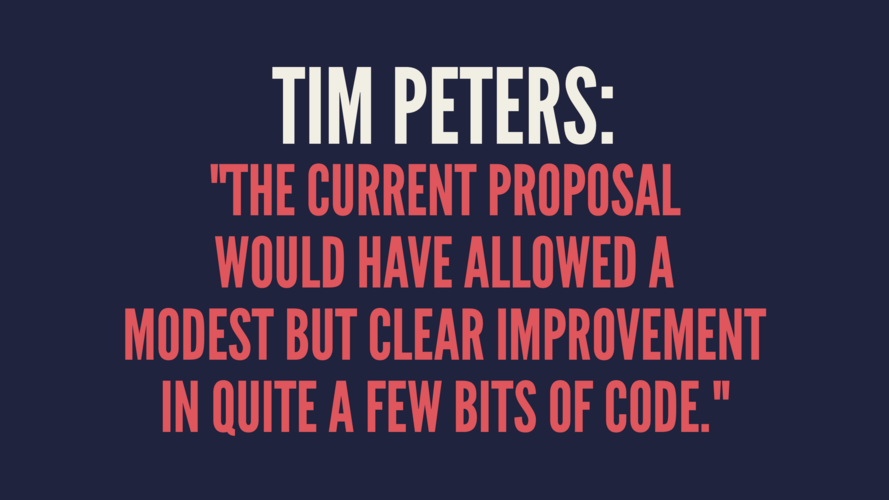 TIM PETERS:
"THE CURRENT PROPOSAL
WOULD HAVE ALLOWED A
MODEST BUT CLEAR IMPROVEMENT
IN QUITE A FEW BITS OF CODE."